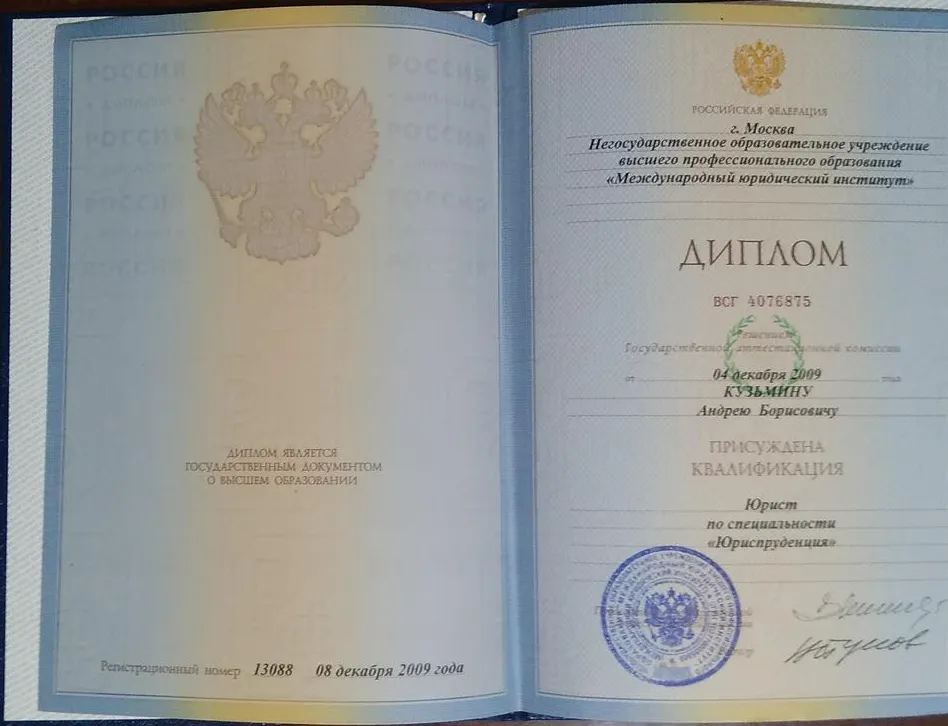 ДИПЛОМ ЯВЛЯЕТСЯ
ГОСУДАРСТВЕННЫМ ДОКУМЕНТОМ
О ВЫСШЕМ ОБРАЗОВАНИИ
Регистрационный номер 13088 08 декабря 2009 года
РОССИЙСКАЯ ФЕДЕРАЦИЯ
г. Москва
Негосударственное образовательное учреждение
высшего профессионального образования
«Международный юридический институт»
ДИПЛОМ
ВСГ 4076875
Решением
Государственной аттестационной комиссии
от 04 декабря 2009 года
КУЗЬМИНУ
Андрею Борисовичу
ПРИСУЖДЕНА
КВАЛИФИКАЦИЯ
Юрист
по специальности
«Юриспруденция»